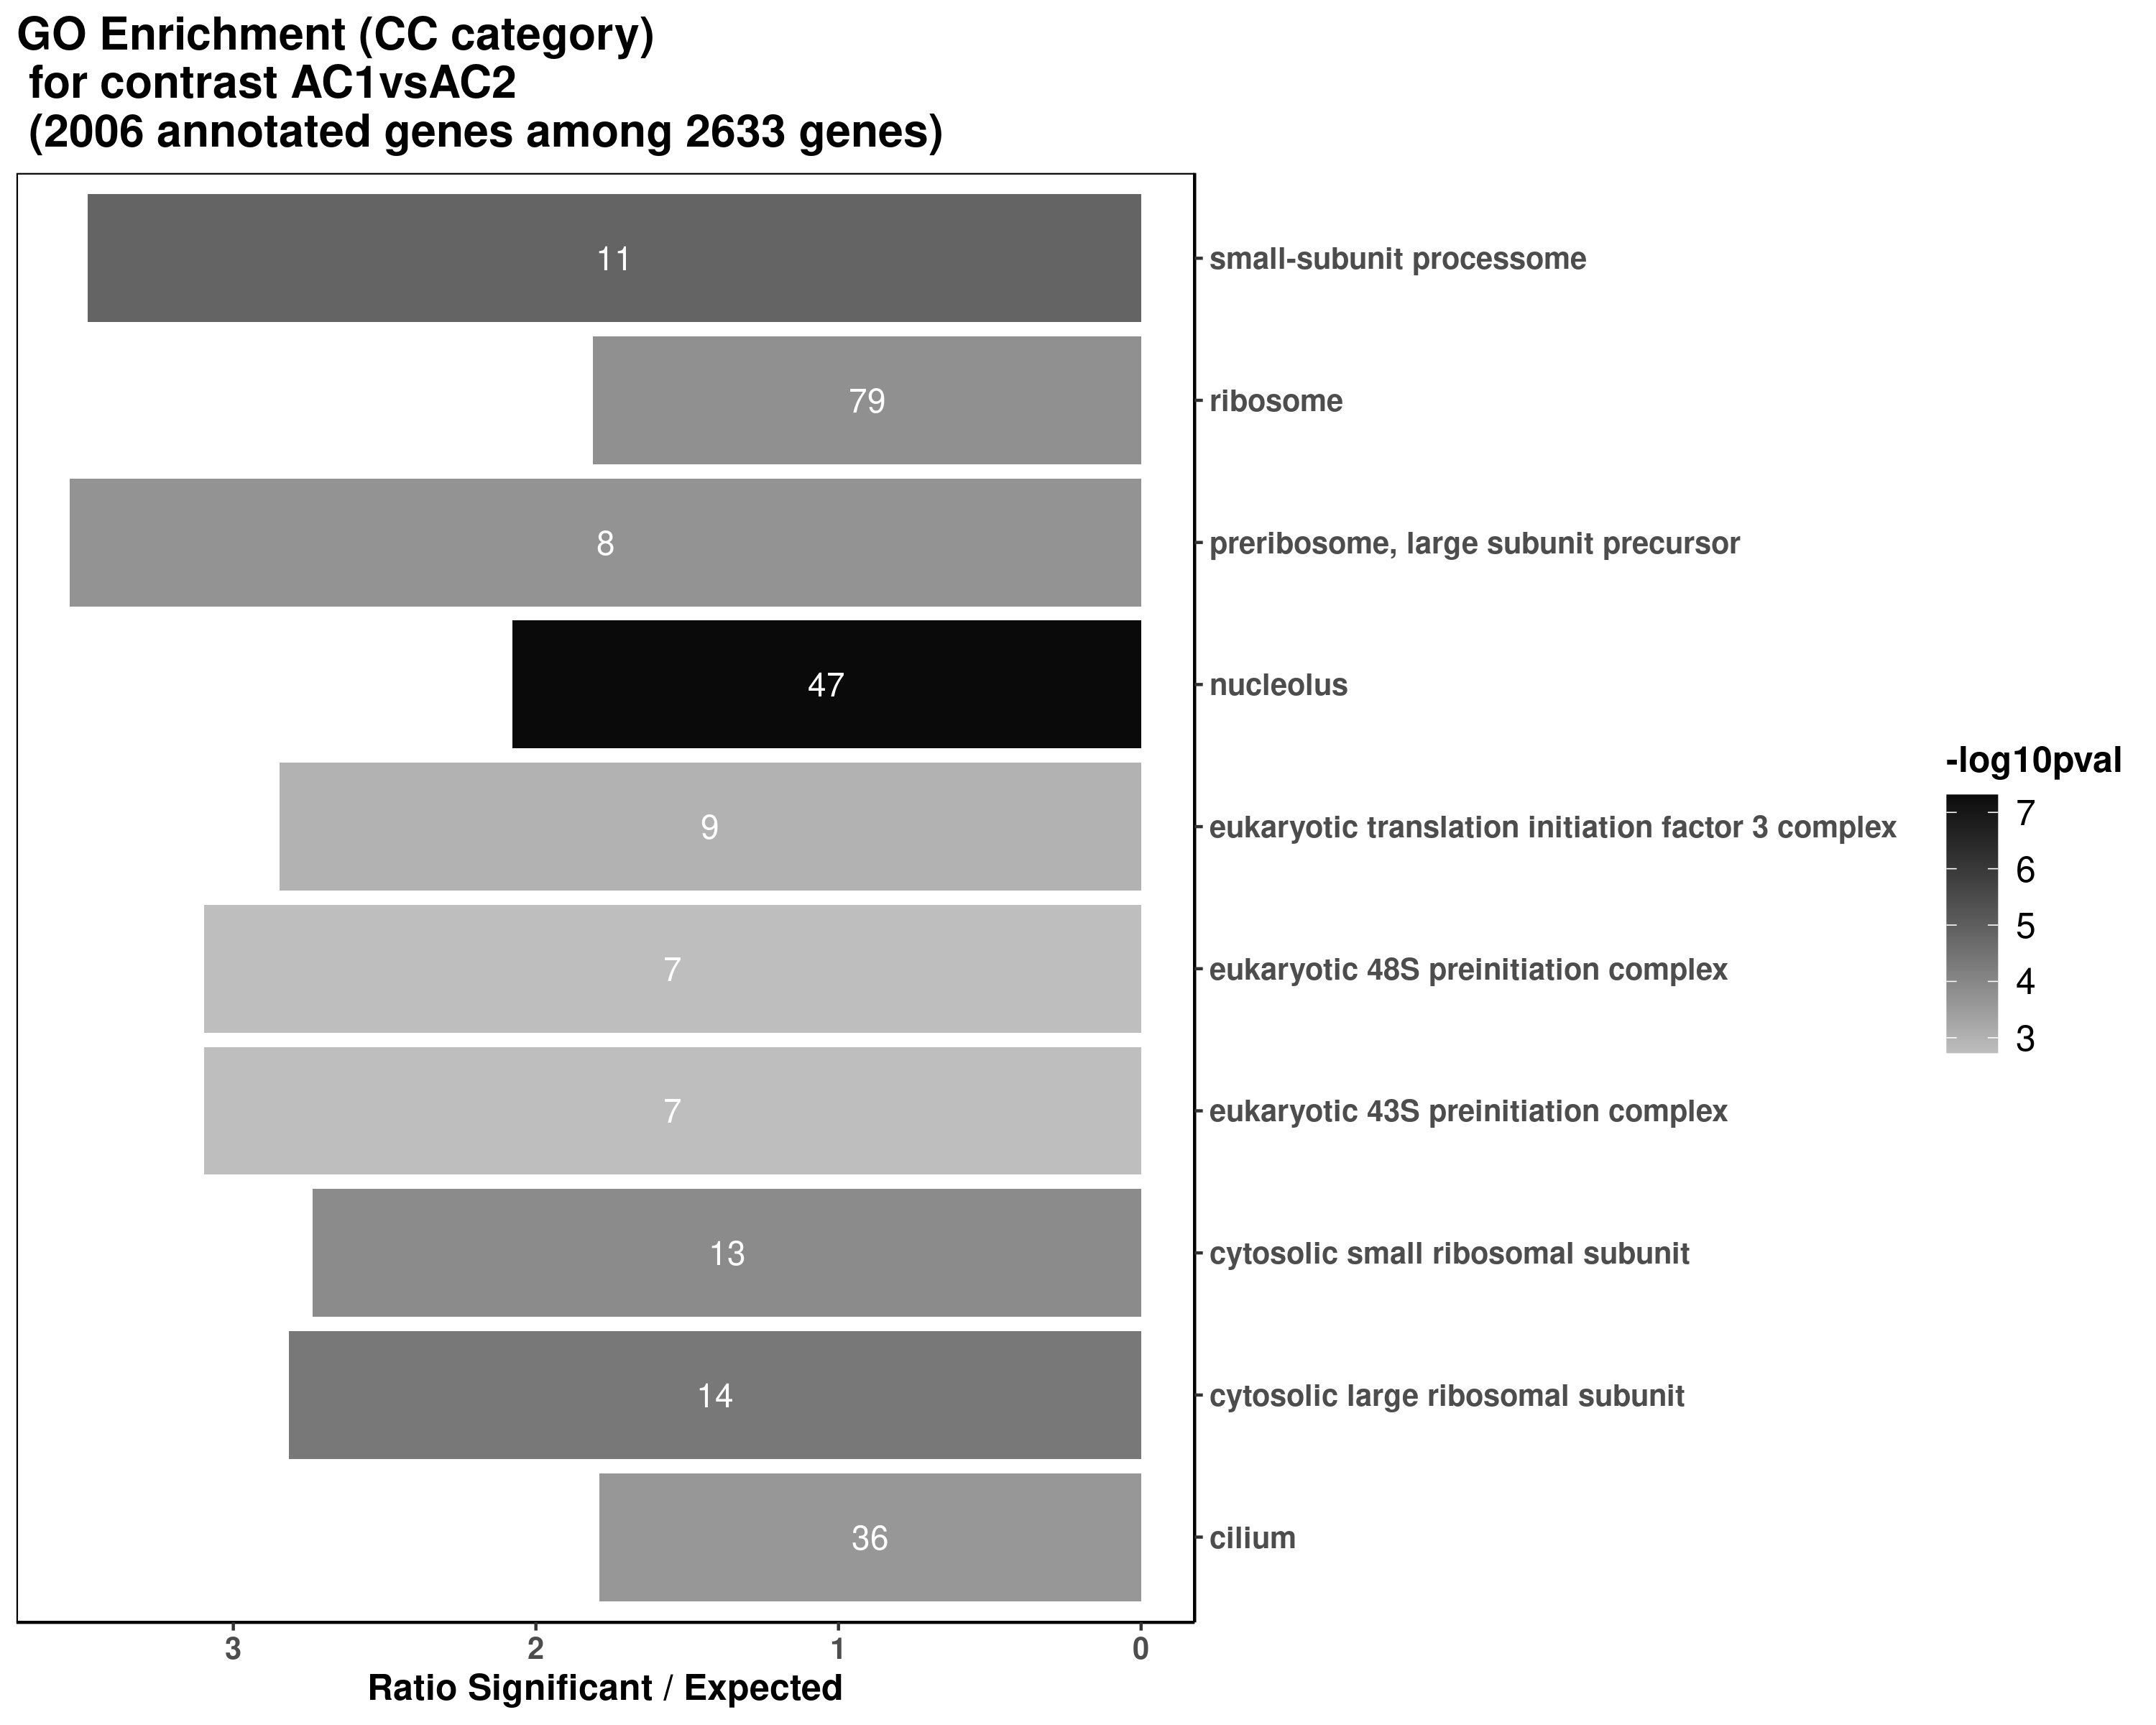 GO Enrichment (CC category)
for contrast AC1vsAC2
(2006 annotated genes among 2633 genes)
11
small-subunit processome
79
ribosome
8
preribosome, large subunit precursor
47
nucleolus
9
eukaryotic translation initiation factor 3 complex
7
eukaryotic 48S preinitiation complex
7
eukaryotic 43S preinitiation complex
13
cytosolic small ribosomal subunit
14
cytosolic large ribosomal subunit
36
cilium
3 2 1 0
Ratio Significant / Expected
-log10pval
7
6
5
4
3